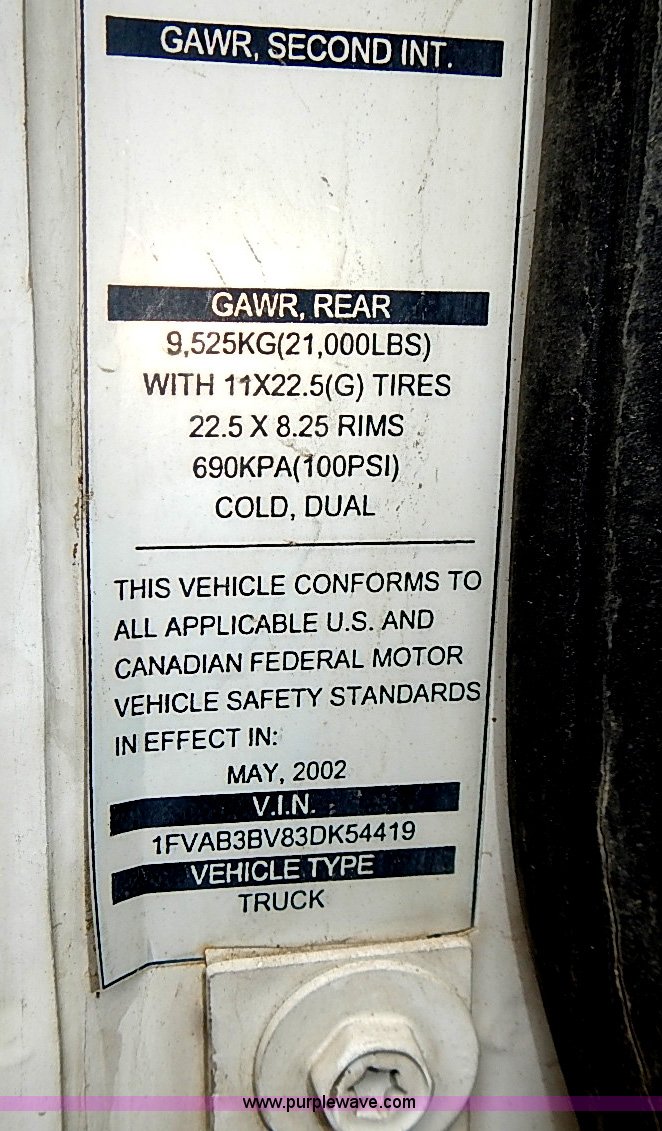 GAWR, SECOND INT.
GAWR, REAR
9,525KG(21,000LBS)
WITH 11X22.5(G) TIRES
22.5 X 8.25 RIMS
690KPA(100PSI)
COLD, DUAL
THIS VEHICLE CONFORMS TO
ALL APPLICABLE U.S. AND
CANADIAN FEDERAL MOTOR
VEHICLE SAFETY STANDARDS
IN EFFECT IN:
MAY, 2002
V.I.N.
1FVAB3BV83DK54419
VEHICLE TYPE
TRUCK
www.purplewave.com